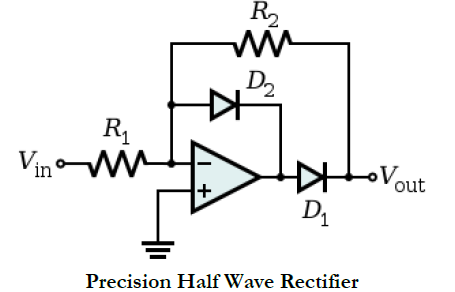 R2
D2
R1
Vin
−
+
Vout
D1
Precision Half Wave Rectifier